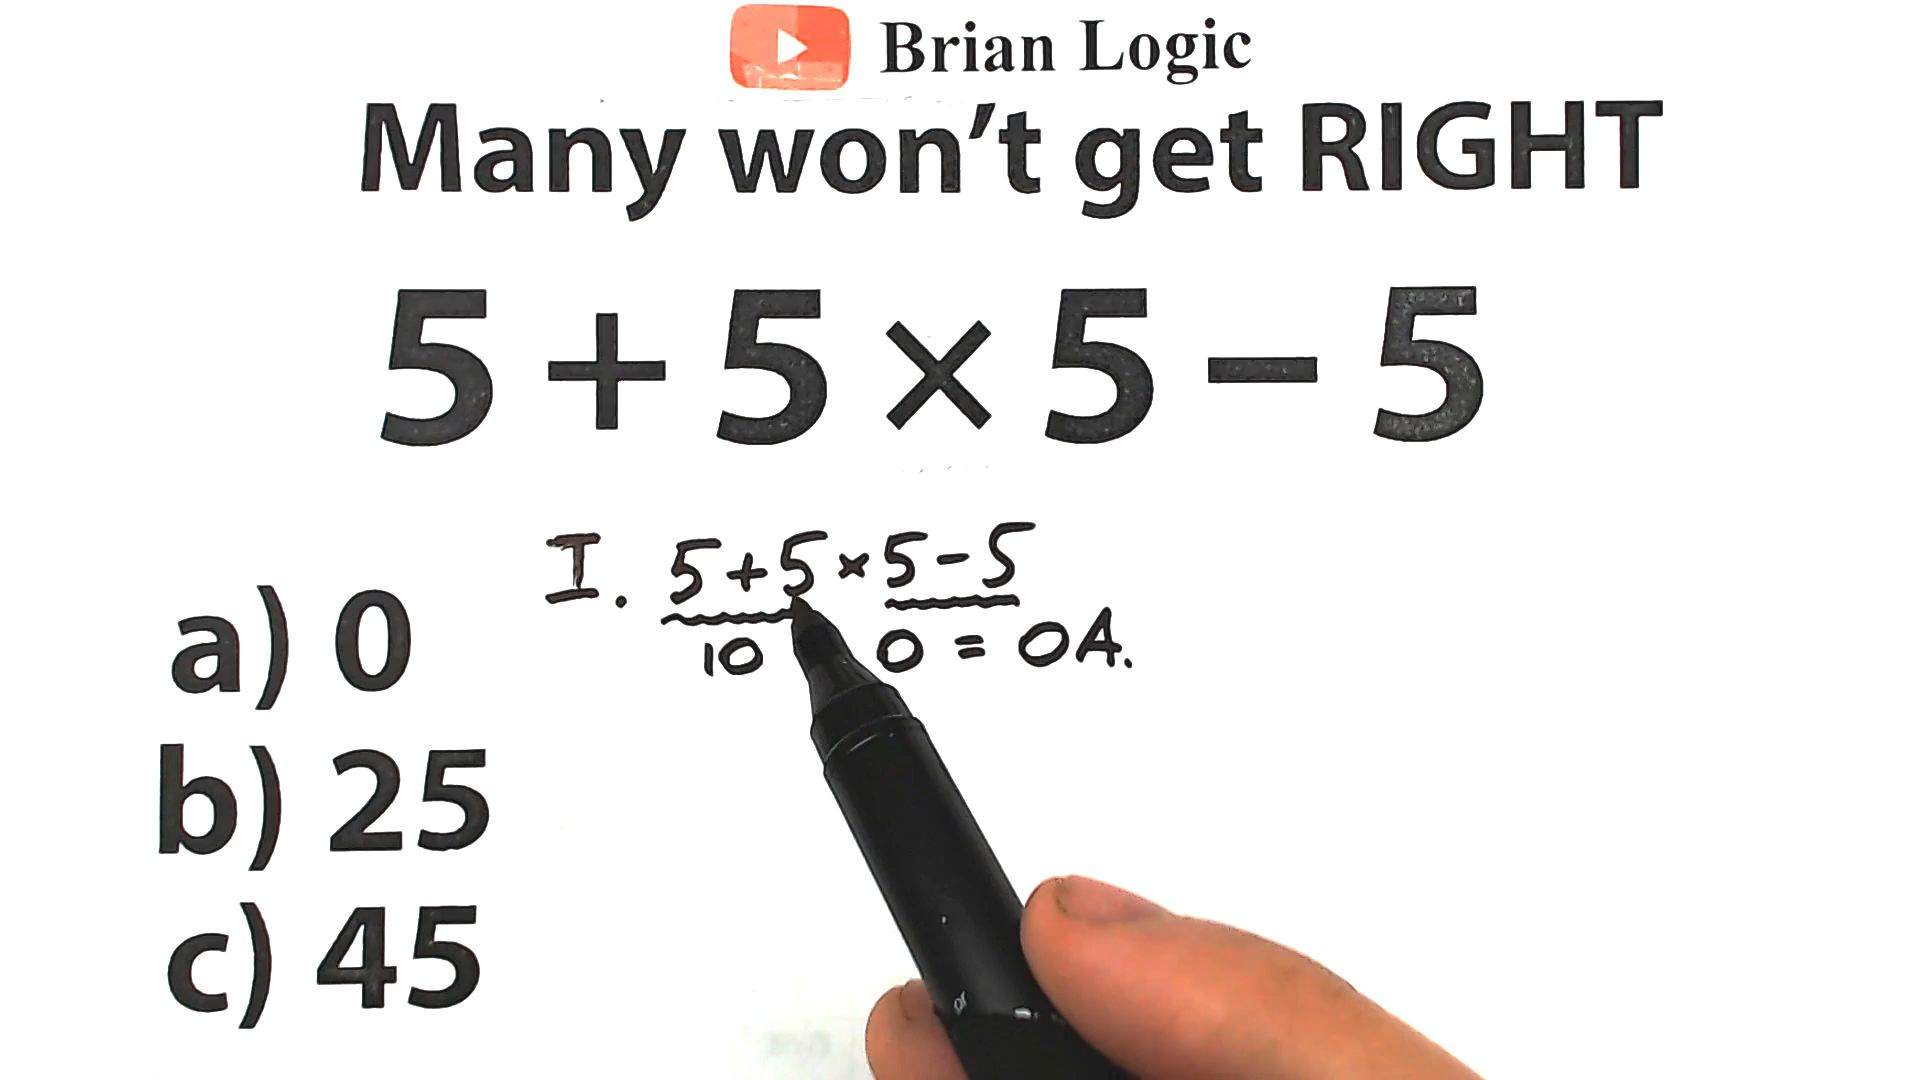 Brian Logic
Many won't get RIGHT
5 + 5 × 5 – 5
I. 5+5×5-5
10 0 = 0 A.
a) 0
b) 25
c) 45
or